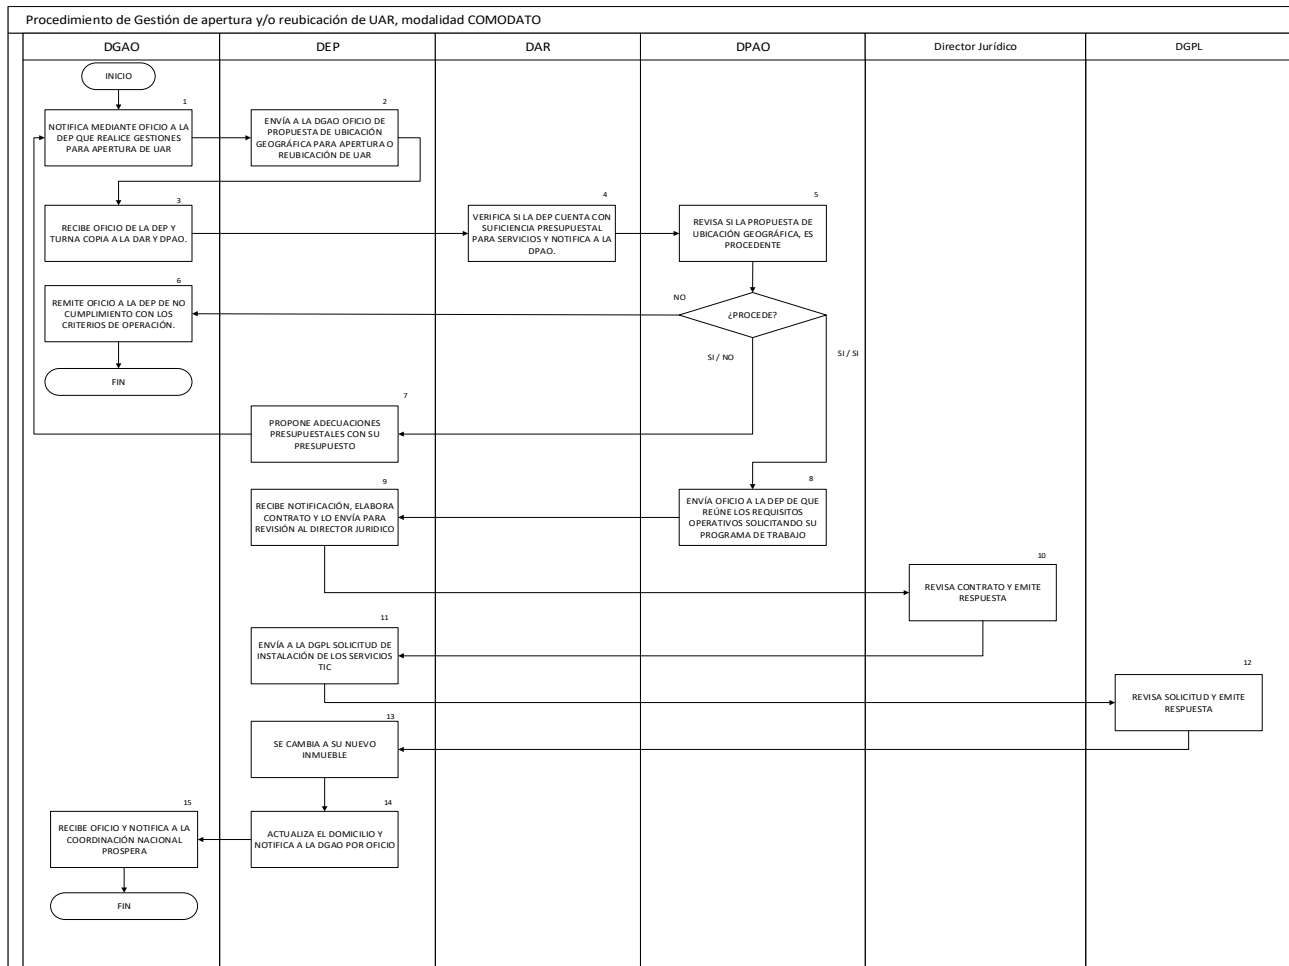 Procedimiento de Gestión de apertura y/o reubicación de UAR, modalidad COMODATO
DGAO
DEP
DAR
DPAO
Director Jurídico
DGPL
INICIO
1
NOTIFICA MEDIANTE OFICIO A LA
DEP QUE REALICE GESTIONES
PARA APERTURA DE UAR
2
ENVÍA A LA DGAO OFICIO DE
PROPUESTA DE UBICACIÓN
GEOGRÁFICA PARA APERTURA O
REUBICACIÓN DE UAR
3
RECIBE OFICIO DE LA DEP Y
TURNA COPIA A LA DAR Y DPAO.
4
VERIFICA SI LA DEP CUENTA CON
SUFICIENCIA PRESUPUESTAL
PARA SERVICIOS Y NOTIFICA A LA
DPAO.
5
REVISA SI LA PROPUESTA DE
UBICACIÓN GEOGRÁFICA, ES
PROCEDENTE
6
REMITE OFICIO A LA DEP DE NO
CUMPLIMIENTO CON LOS
CRITERIOS DE OPERACIÓN.
NO
¿PROCEDE?
SI / NO
SI / SI
FIN
7
PROPONE ADECUACIONES
PRESUPUESTALES CON SU
PRESUPUESTO
8
ENVÍA OFICIO A LA DEP DE QUE
REÚNE LOS REQUISITOS
OPERATIVOS SOLICITANDO SU
PROGRAMA DE TRABAJO
9
RECIBE NOTIFICACIÓN, ELABORA
CONTRATO Y LO ENVÍA PARA
REVISIÓN AL DIRECTOR JURIDICO
10
REVISA CONTRATO Y EMITE
RESPUESTA
11
ENVÍA A LA DGPL SOLICITUD DE
INSTALACIÓN DE LOS SERVICIOS
TIC
12
REVISA SOLICITUD Y EMITE
RESPUESTA
13
SE CAMBIA A SU NUEVO
INMUEBLE
14
ACTUALIZA EL DOMICILIO Y
NOTIFICA A LA DGAO POR OFICIO
15
RECIBE OFICIO Y NOTIFICA A LA
COORDINACIÓN NACIONAL
PROSPERA
FIN